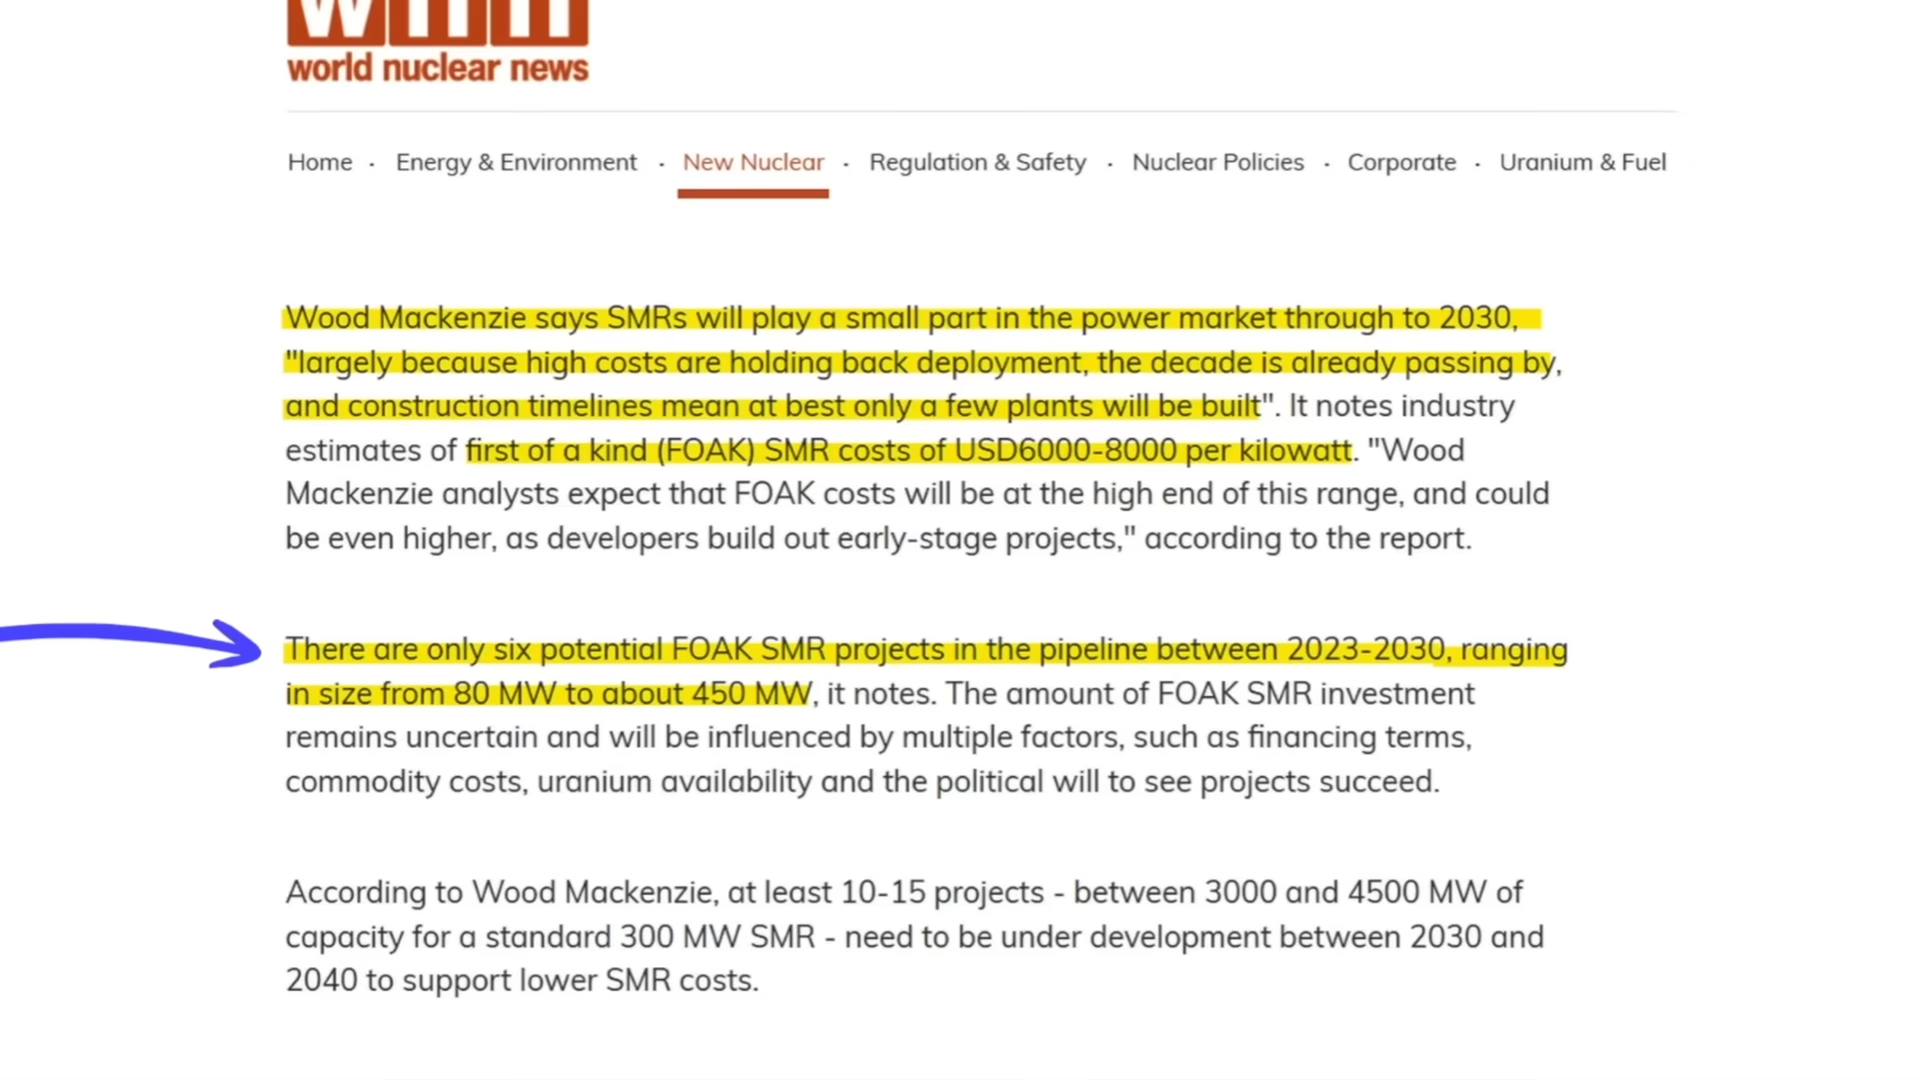 wnn
world nuclear news
Home · Energy & Environment · New Nuclear · Regulation & Safety · Nuclear Policies · Corporate · Uranium & Fuel
Wood Mackenzie says SMRs will play a small part in the power market through to 2030,
"largely because high costs are holding back deployment, the decade is already passing by,
and construction timelines mean at best only a few plants will be built". It notes industry
estimates of first of a kind (FOAK) SMR costs of USD6000-8000 per kilowatt. "Wood
Mackenzie analysts expect that FOAK costs will be at the high end of this range, and could
be even higher, as developers build out early-stage projects," according to the report.
There are only six potential FOAK SMR projects in the pipeline between 2023-2030, ranging
in size from 80 MW to about 450 MW, it notes. The amount of FOAK SMR investment
remains uncertain and will be influenced by multiple factors, such as financing terms,
commodity costs, uranium availability and the political will to see projects succeed.
According to Wood Mackenzie, at least 10-15 projects - between 3000 and 4500 MW of
capacity for a standard 300 MW SMR - need to be under development between 2030 and
2040 to support lower SMR costs.